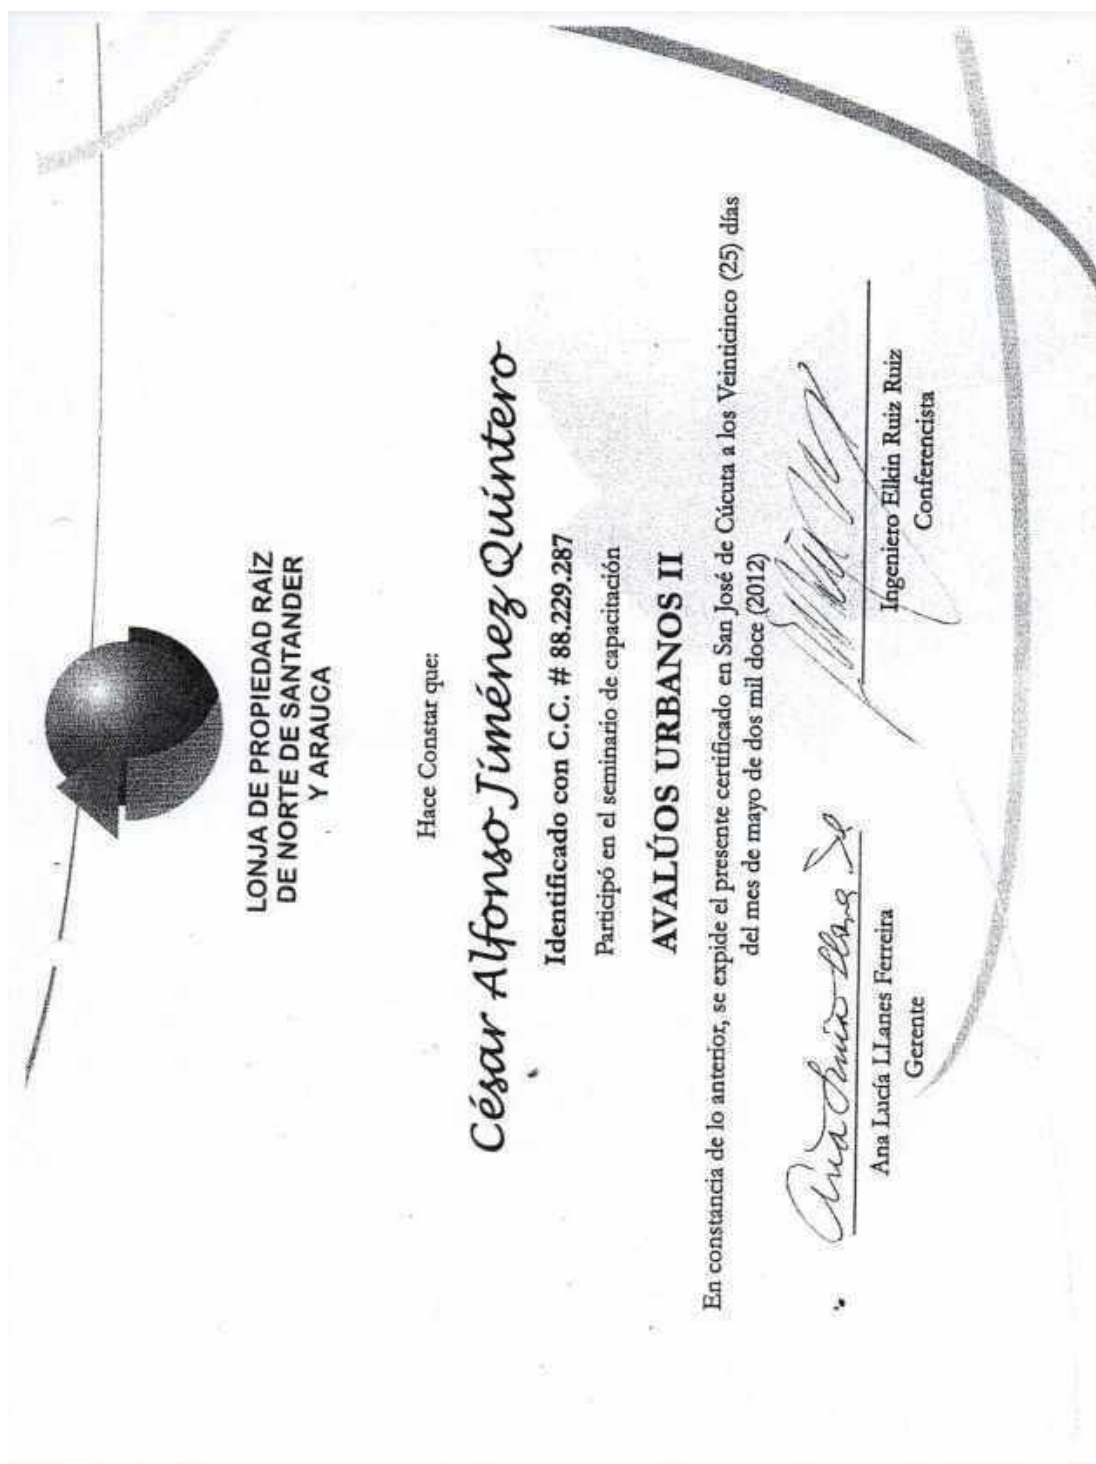 LONJA DE PROPIEDAD RAÍZ
DE NORTE DE SANTANDER
Y ARAUCA
Hace Constar que:
César Alfonso Jiménez Quintero
Identificado con C.C. # 88.229.287
Participó en el seminario de capacitación
AVALÚOS URBANOS II
En constancia de lo anterior, se expide el presente certificado en San José de Cúcuta a los Veinticinco (25) días
del mes de mayo de dos mil doce (2012)
Ana Lucía LLanes Ferreira
Gerente
Ingeniero Elkin Ruiz Ruiz
Conferencista